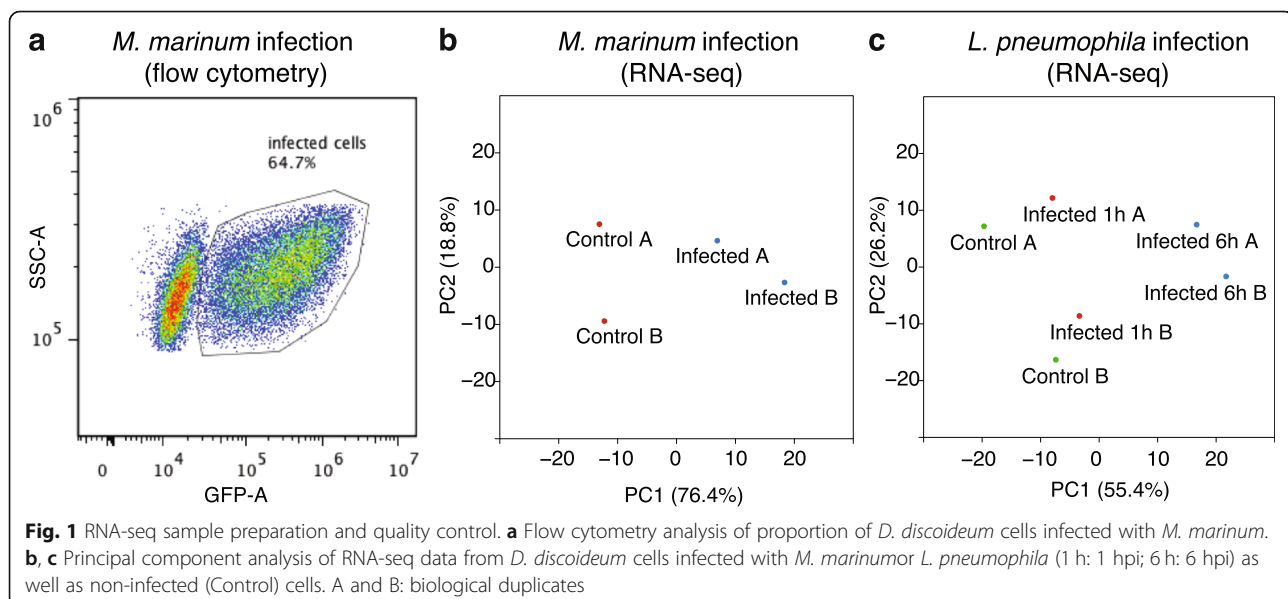 a
M. marinum infection
(flow cytometry)
10^6
10^5
SSC-A
infected cells
64.7%
0
10^4
10^5
10^6
10^7
GFP-A
b
M. marinum infection
(RNA-seq)
20
10
0
−10
−20
PC2 (18.8%)
Control A
Infected A
Infected B
Control B
−20
−10
0
10
20
PC1 (76.4%)
c
L. pneumophila infection
(RNA-seq)
20
10
0
−10
−20
PC2 (26.2%)
Infected 1h A
Control A
Infected 6h A
Infected 6h B
Infected 1h B
Control B
−20
−10
0
10
20
PC1 (55.4%)
Fig. 1 RNA-seq sample preparation and quality control. a Flow cytometry analysis of proportion of D. discoideum cells infected with M. marinum.
b, c Principal component analysis of RNA-seq data from D. discoideum cells infected with M. marinumor L. pneumophila (1 h: 1 hpi; 6 h: 6 hpi) as
well as non-infected (Control) cells. A and B: biological duplicates